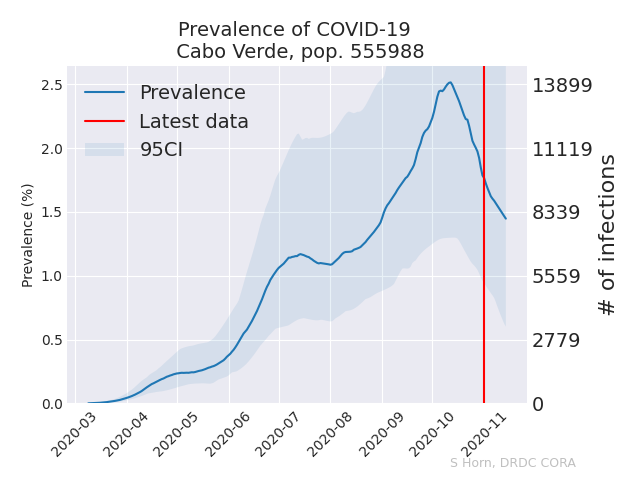 Prevalence of COVID-19
Cabo Verde, pop. 555988
Prevalence
Latest data
95CI
Prevalence (%)
2.5
2.0
1.5
1.0
0.5
0.0
13899
11119
8339
5559
2779
0
# of infections
2020-03
2020-04
2020-05
2020-06
2020-07
2020-08
2020-09
2020-10
2020-11
S Horn, DRDC CORA